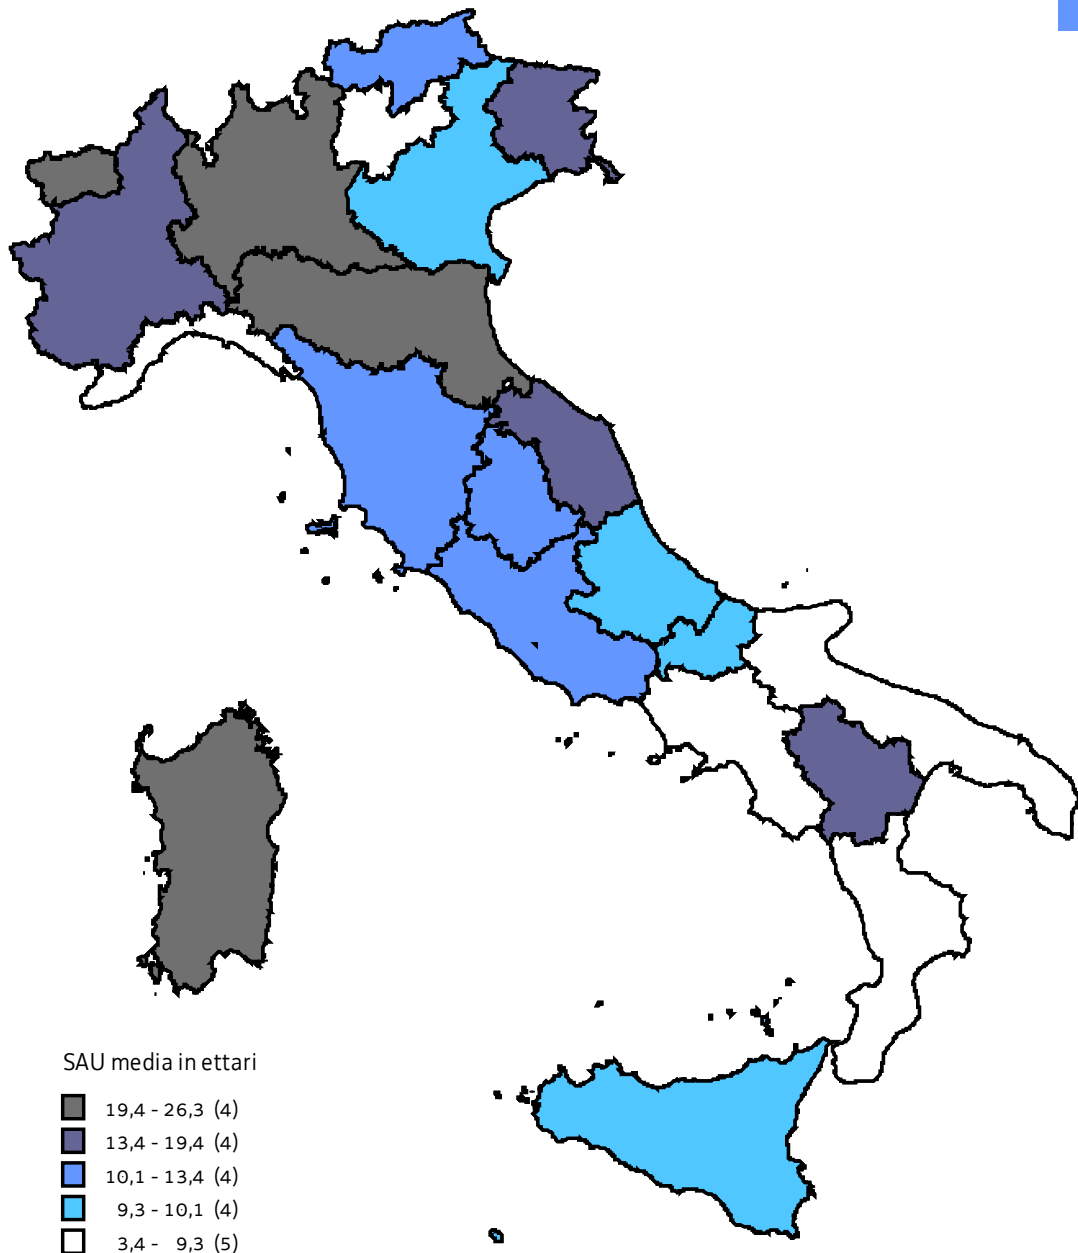 SAU media in ettari
19,4 - 26,3 (4)
13,4 - 19,4 (4)
10,1 - 13,4 (4)
9,3 - 10,1 (4)
3,4 - 9,3 (5)